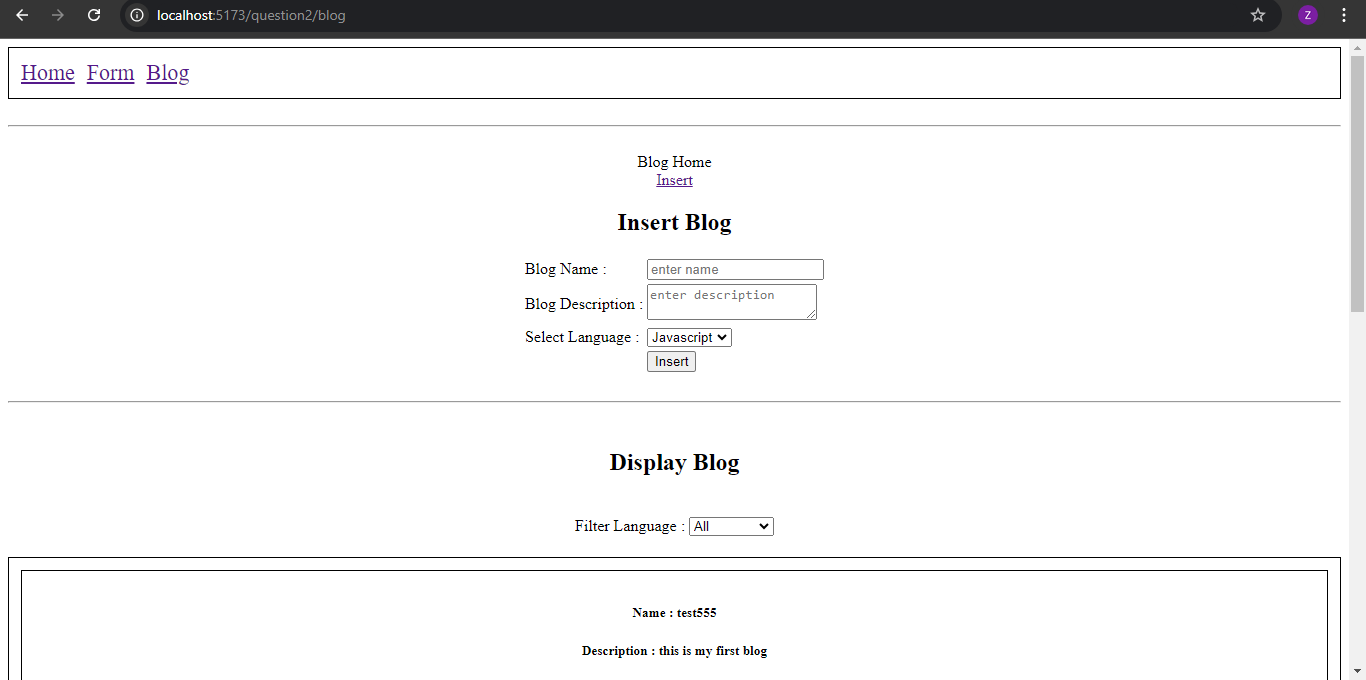 localhost:5173/question2/blog
Z
Home Form Blog
Blog Home
Insert
Insert Blog
Blog Name : enter name
Blog Description : enter description
Select Language : Javascript
Insert
Display Blog
Filter Language : All
Name : test555
Description : this is my first blog